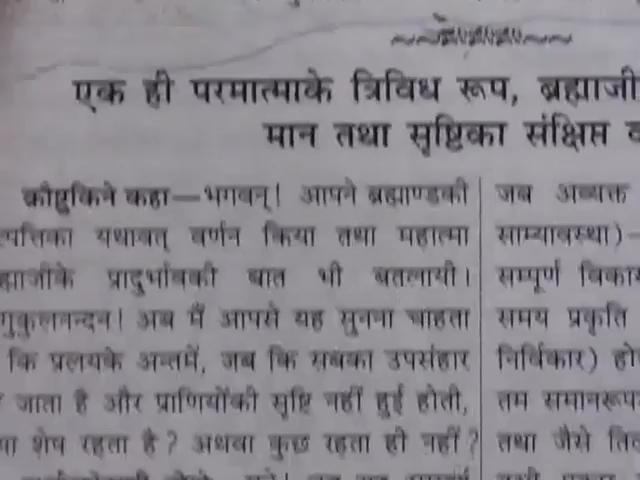 एक ही परमात्माके त्रिविध रूप, ब्रह्माजी
मान तथा सृष्टिका संक्षिप्त
क्रौष्टुकिने कहा—भगवन्! आपने ब्रह्माण्डकी
त्पत्तिका यथावत् वर्णन किया तथा महात्मा
ह्माजीके प्रादुर्भावकी बात भी बतलायी।
गुकुलनन्दन! अब मैं आपसे यह सुनना चाहता
कि प्रलयके अन्तमें, जब कि सबका उपसंहार
जाता है और प्राणियोंकी सृष्टि नहीं हुई होती,
शेष रहता है? अथवा कुछ रहता ही नहीं?
जब अव्यक्त
साम्यावस्था)—
सम्पूर्ण विकास
समय प्रकृति
निर्विकार) हो
तम समानरूप
तथा जैसे ति